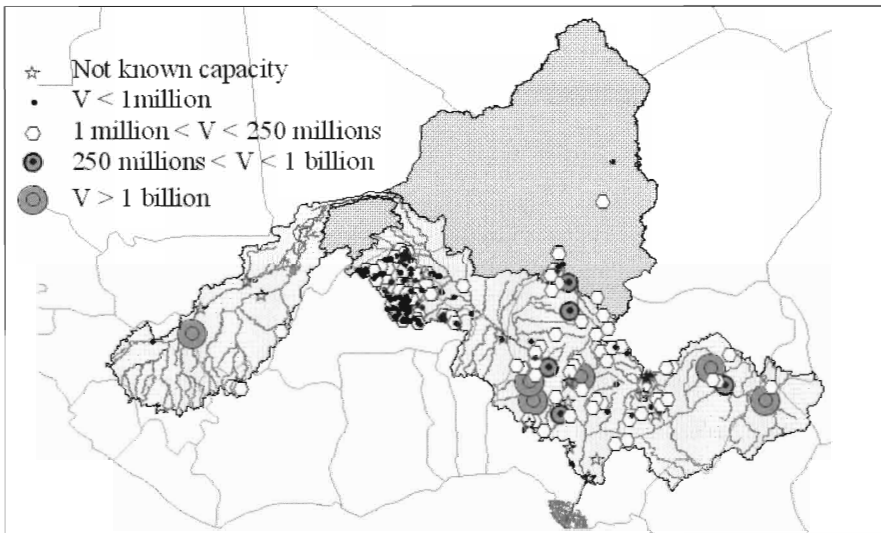 Not known capacity
V < 1million
1 million < V < 250 millions
250 millions < V < 1 billion
V > 1 billion